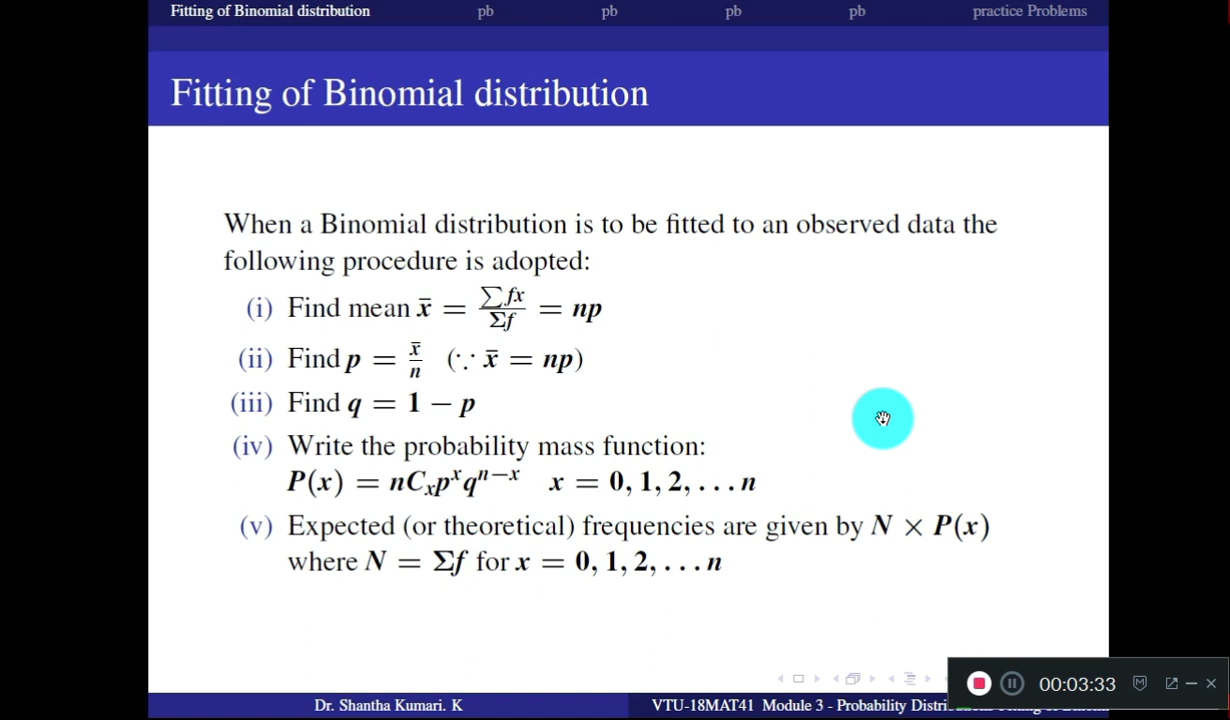 Fitting of Binomial distribution pb pb pb pb practice Problems
Fitting of Binomial distribution
When a Binomial distribution is to be fitted to an observed data the
following procedure is adopted:
(i) Find mean x̄ = ∑fx/Σf = np
(ii) Find p = x̄/n (∵ x̄ = np)
(iii) Find q = 1 − p
(iv) Write the probability mass function:
P(x) = nCₓpˣqⁿ⁻ˣ x = 0, 1, 2, . . . n
(v) Expected (or theoretical) frequencies are given by N × P(x)
where N = Σf for x = 0, 1, 2, . . . n
00:03:33
Dr. Shantha Kumari. K VTU-18MAT41 Module 3 - Probability